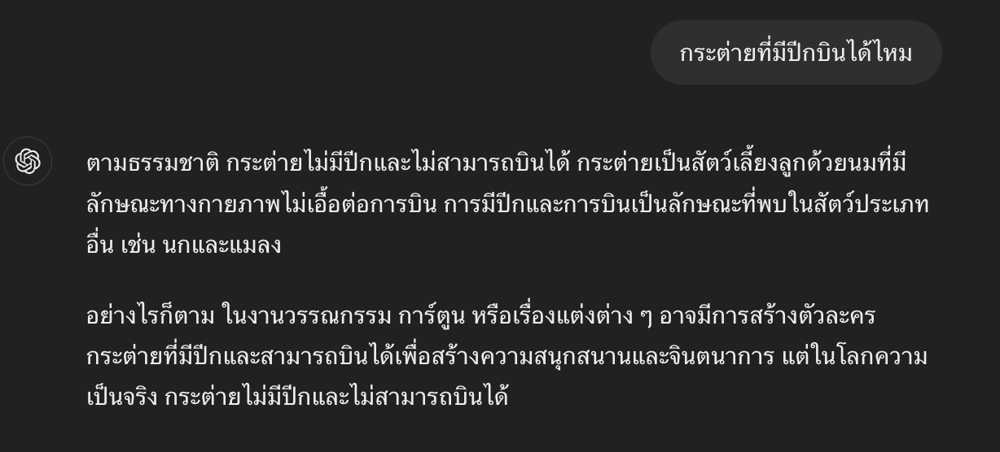 กระต่ายที่มีปีกบินได้ไหม
ตามธรรมชาติ กระต่ายไม่มีปีกและไม่สามารถบินได้ กระต่ายเป็นสัตว์เลี้ยงลูกด้วยนมที่มี
ลักษณะทางกายภาพไม่เอื้อต่อการบิน การมีปีกและการบินเป็นลักษณะที่พบในสัตว์ประเภท
อื่น เช่น นกและแมลง
อย่างไรก็ตาม ในงานวรรณกรรม การ์ตูน หรือเรื่องแต่งต่าง ๆ อาจมีการสร้างตัวละคร
กระต่ายที่มีปีกและสามารถบินได้เพื่อสร้างความสนุกสนานและจินตนาการ แต่ในโลกความ
เป็นจริง กระต่ายไม่มีปีกและไม่สามารถบินได้